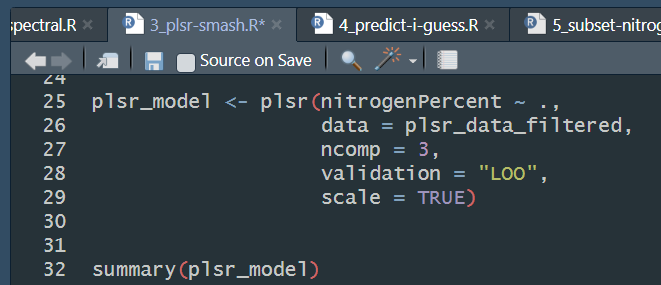 spectral.R × 3_plsr-smash.R* × 4_predict-i-guess.R × 5_subset-nitrog
Source on Save
24
25 plsr_model <- plsr(nitrogenPercent ~ .,
26 data = plsr_data_filtered,
27 ncomp = 3,
28 validation = "LOO",
29 scale = TRUE)
30
31
32 summary(plsr_model)